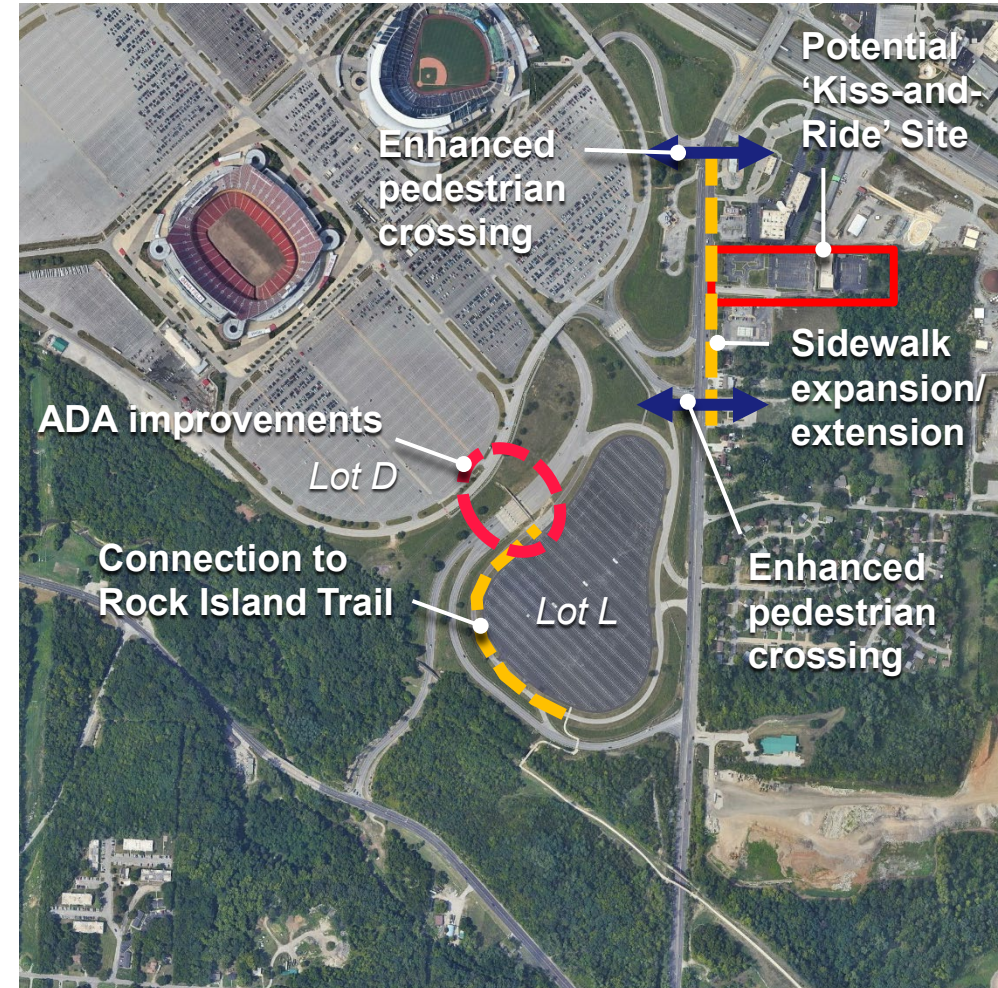 Potential
‘Kiss-and-
Ride’ Site
Enhanced
pedestrian
crossing
Sidewalk
expansion/
extension
ADA improvements
Lot D
Connection to
Rock Island Trail
Lot L
Enhanced
pedestrian
crossing